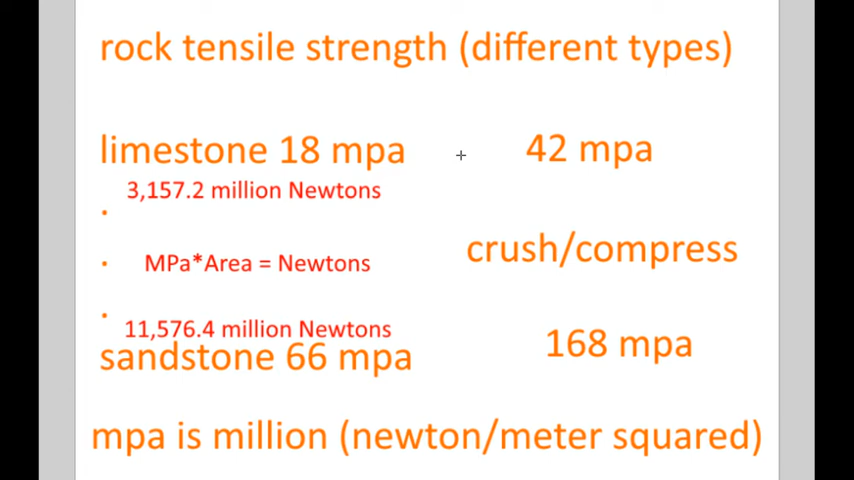 rock tensile strength (different types)
limestone 18 mpa 42 mpa
3,157.2 million Newtons
crush/compress
MPa*Area = Newtons
11,576.4 million Newtons
sandstone 66 mpa 168 mpa
mpa is million (newton/meter squared)